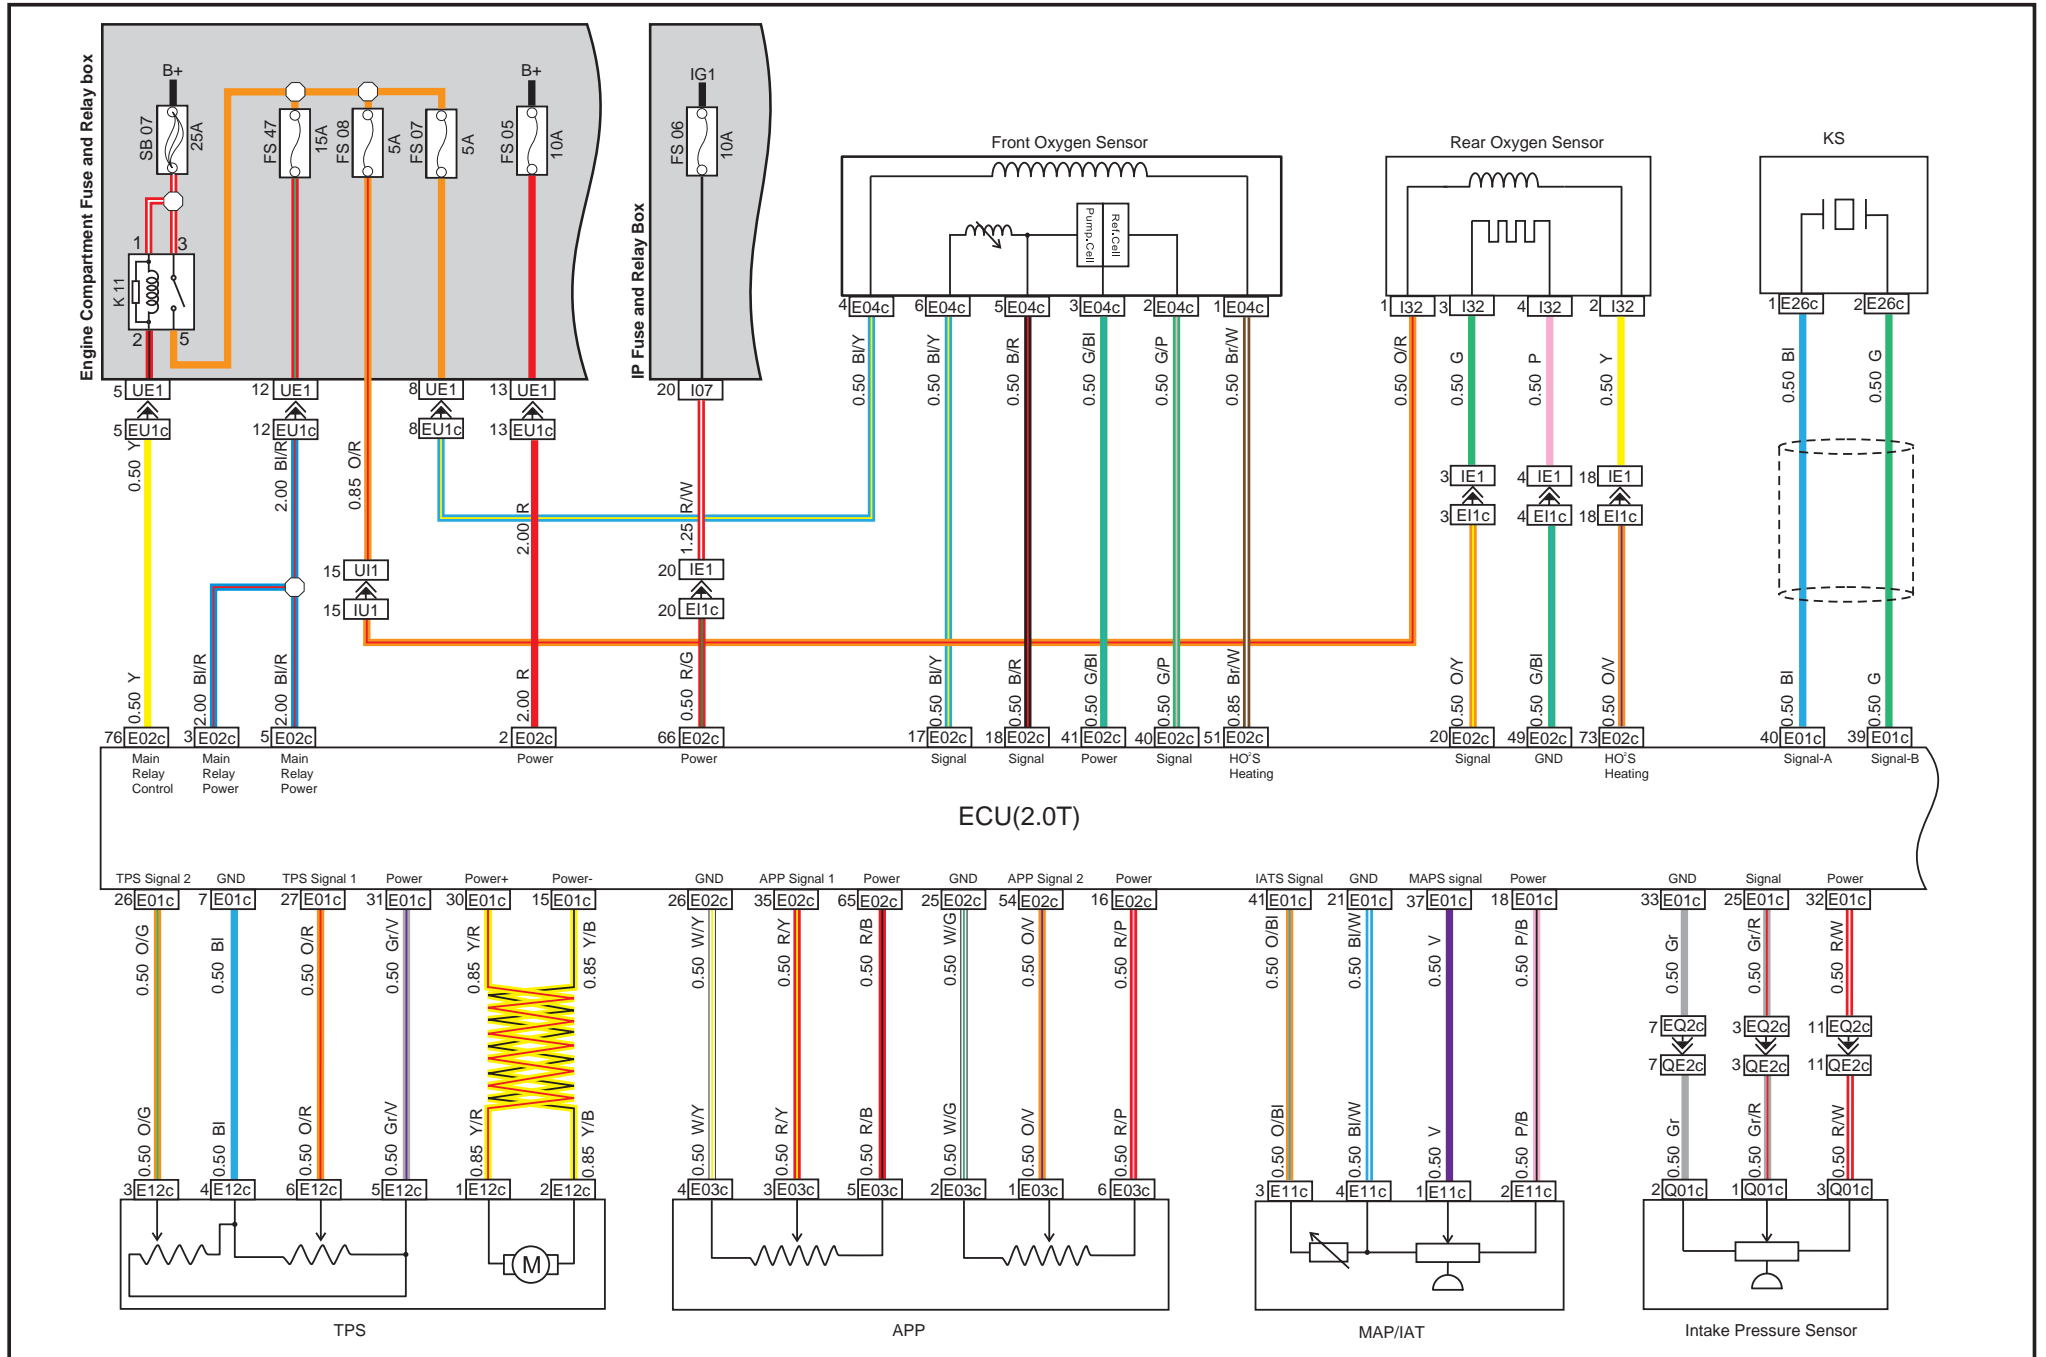 Engine Compartment Fuse and Relay box
IP Fuse and Relay Box
B+
B+
IG1
SB 07
25A
FS 47
15A
FS 08
5A
FS 07
5A
FS 05
10A
FS 06
10A
K 11
1
3
2
5
Front Oxygen Sensor
Rear Oxygen Sensor
KS
Pump.Cell
Ref.Cell
4 E04c
6 E04c
5 E04c
3 E04c
2 E04c
1 E04c
1 I32
3 I32
4 I32
2 I32
1 E26c
2 E26c
5 UE1
12 UE1
8 UE1
13 UE1
20 I07
5 EU1c
12 EU1c
8 EU1c
13 EU1c
0.50 Y
2.00 Bl/R
0.85 O/R
2.00 R
1.25 R/W
0.50 Bl/Y
0.50 Bl/Y
0.50 B/R
0.50 G/Bl
0.50 G/P
0.50 Br/W
0.50 O/R
0.50 G
0.50 P
0.50 Y
0.50 Bl
0.50 G
3 IE1
4 IE1
18 IE1
3 EI1c
4 EI1c
18 EI1c
15 UI1
15 IU1
20 IE1
20 EI1c
0.50 Y
2.00 Bl/R
2.00 Bl/R
2.00 R
0.50 R/G
0.50 Bl/Y
0.50 B/R
0.50 G/Bl
0.50 G/P
0.85 Br/W
0.50 O/Y
0.50 G/Bl
0.50 O/V
0.50 Bl
0.50 G
76 E02c
3 E02c
5 E02c
2 E02c
66 E02c
17 E02c
18 E02c
41 E02c
40 E02c
51 E02c
20 E02c
49 E02c
73 E02c
40 E01c
39 E01c
Main
Relay
Control
Main
Relay
Power
Main
Relay
Power
Power
Power
Signal
Signal
Power
Signal
HO²S
Heating
Signal
GND
HO²S
Heating
Signal-A
Signal-B
ECU(2.0T)
TPS Signal 2
GND
TPS Signal 1
Power
Power+
Power-
GND
APP Signal 1
Power
GND
APP Signal 2
Power
IATS Signal
GND
MAPS signal
Power
GND
Signal
Power
26 E01c
7 E01c
27 E01c
31 E01c
30 E01c
15 E01c
26 E02c
35 E02c
65 E02c
25 E02c
54 E02c
16 E02c
41 E01c
21 E01c
37 E01c
18 E01c
33 E01c
25 E01c
32 E01c
0.50 O/G
0.50 Bl
0.50 O/R
0.50 Gr/V
0.85 Y/R
0.85 Y/B
0.50 W/Y
0.50 R/Y
0.50 R/B
0.50 W/G
0.50 O/V
0.50 R/P
0.50 O/Bl
0.50 Bl/W
0.50 V
0.50 P/B
0.50 Gr
0.50 Gr/R
0.50 R/W
7 EQ2c
3 EQ2c
11 EQ2c
7 QE2c
3 QE2c
11 QE2c
0.50 O/G
0.50 Bl
0.50 O/R
0.50 Gr/V
0.85 Y/R
0.85 Y/B
0.50 W/Y
0.50 R/Y
0.50 R/B
0.50 W/G
0.50 O/V
0.50 R/P
0.50 O/Bl
0.50 Bl/W
0.50 V
0.50 P/B
0.50 Gr
0.50 Gr/R
0.50 R/W
3 E12c
4 E12c
6 E12c
5 E12c
1 E12c
2 E12c
4 E03c
3 E03c
5 E03c
2 E03c
1 E03c
6 E03c
3 E11c
4 E11c
1 E11c
2 E11c
2 Q01c
1 Q01c
3 Q01c
M
TPS
APP
MAP/IAT
Intake Pressure Sensor